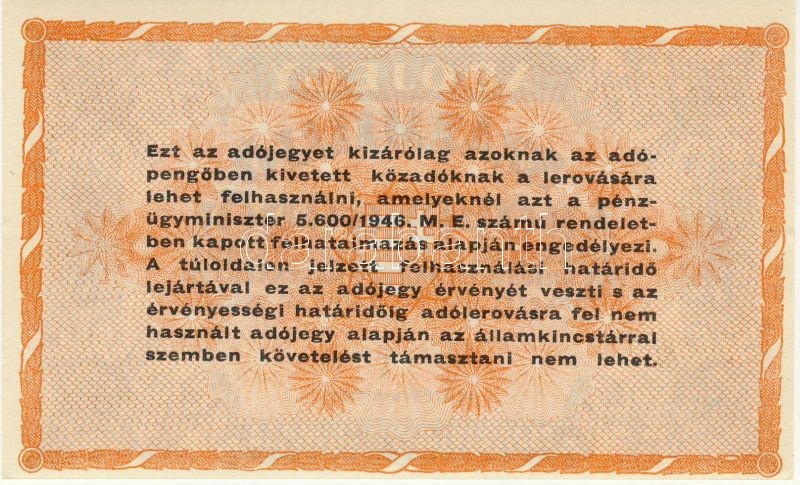 Ezt az adójegyet kizárólag azoknak az adó-
pengőben kivetett közadóknak a lerovására
lehet felhasználni, amelyeknél azt a pénz-
ügyminiszter 5.600/1946. M. E. számú rendelet-
ben kapott felhatalmazás alapján engedélyezi.
A túloldalon jelzett felhasználási határidő
lejártával ez az adójegy érvényét veszti s az
érvényességi határidőig adólerovásra fel nem
használt adójegy alapján az államkincstárral
szemben követelést támasztani nem lehet.